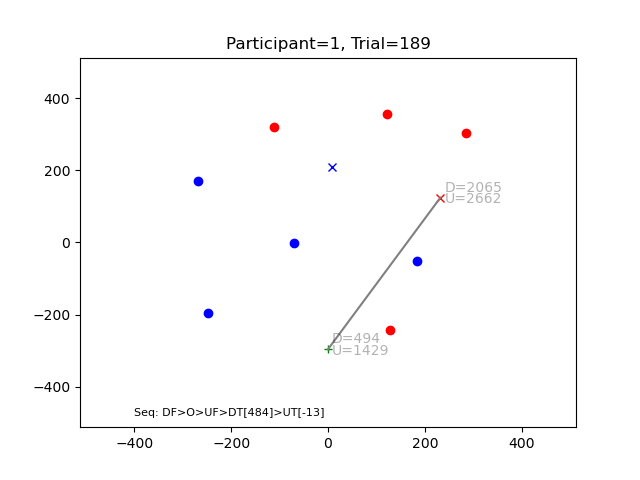 Participant=1, Trial=189
400
200
0
−200
−400
D=2065
U=2662
D=494
U=1429
Seq: DF>O>UF>DT[484]>UT[-13]
−400
−200
0
200
400